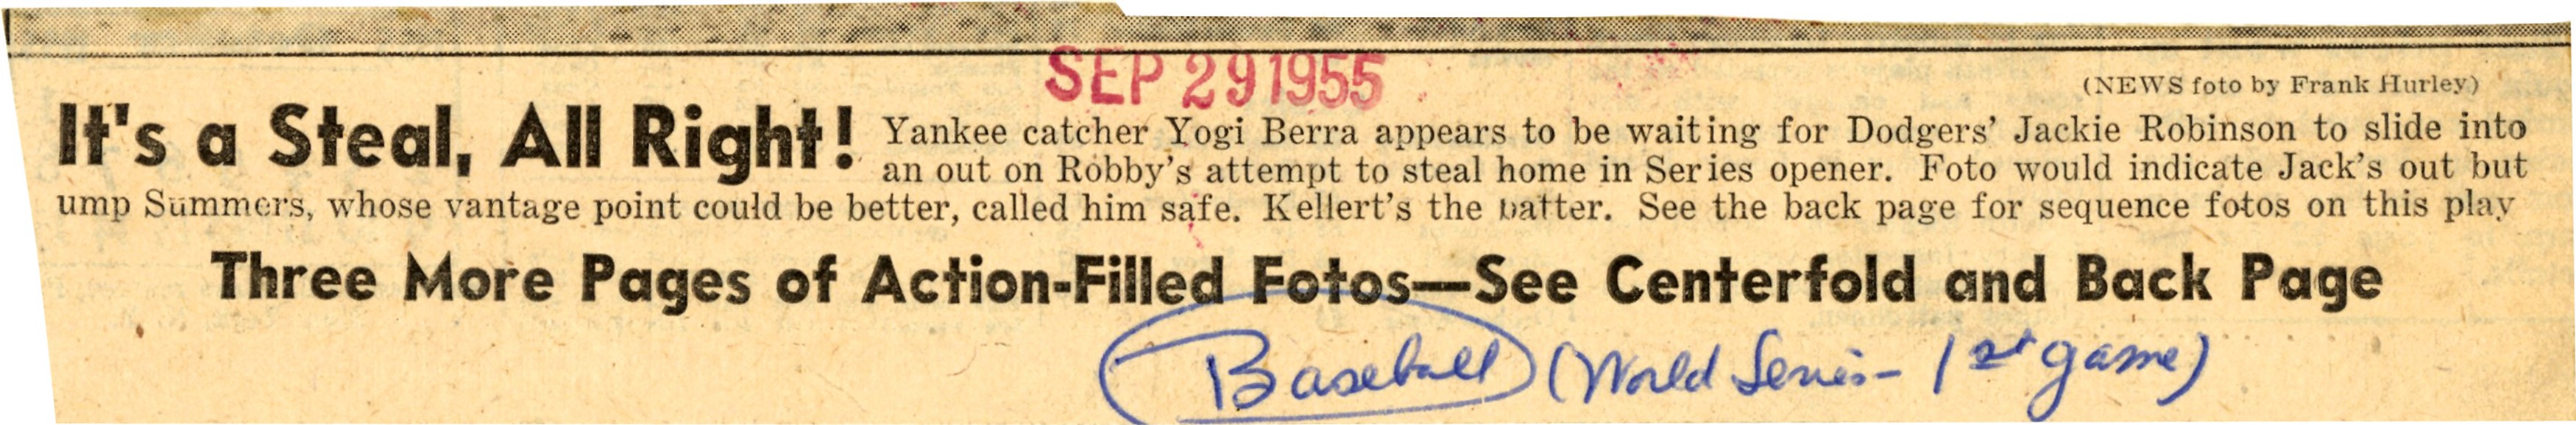 SEP 29 1955
(NEWS foto by Frank Hurley)
It's a Steal, All Right! Yankee catcher Yogi Berra appears to be waiting for Dodgers' Jackie Robinson to slide into
an out on Robby's attempt to steal home in Series opener. Foto would indicate Jack's out but
ump Summers, whose vantage point could be better, called him safe. Kellert's the batter. See the back page for sequence fotos on this play
Three More Pages of Action-Filled Fotos—See Centerfold and Back Page
Baseball (World Series - 1st game)